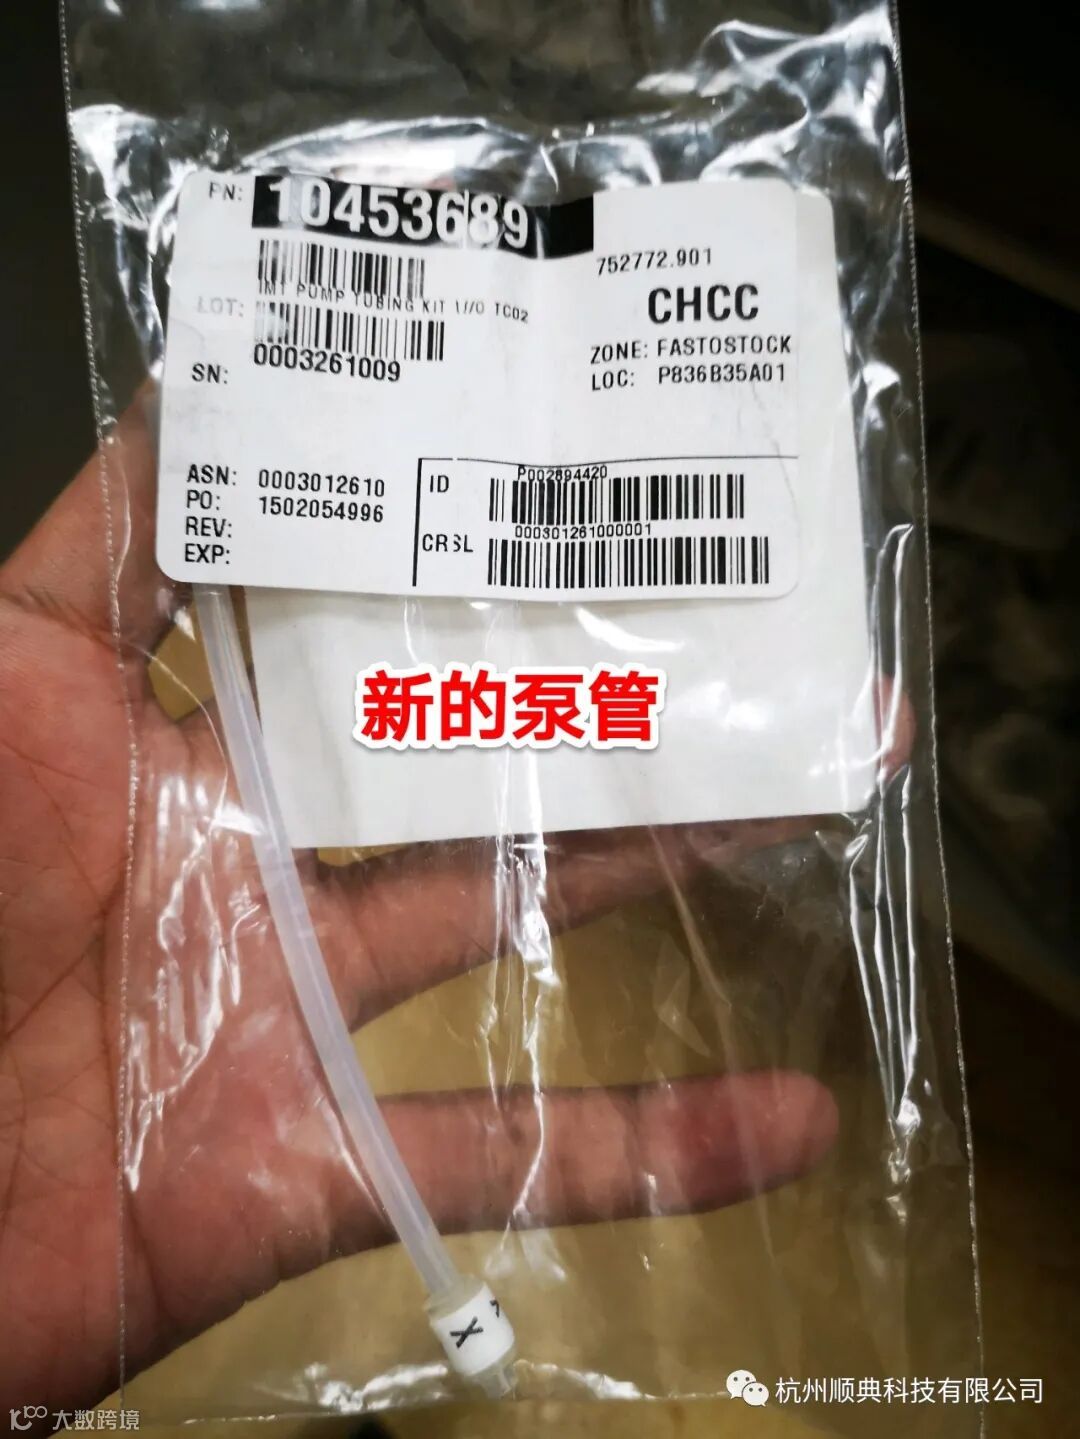 PN: 10453689
IMT PUMP TUBING KIT 1//0 TC02
LOT:
0003261009
SN:
752772.901
CHCC
ZONE: FASTOSTOCK
LOC: P836B35A01
ASN: 0003012610
PO: 1502054996
REV:
EXP:
ID
P002894420
000301261000001
CRSL
新的泵管
X
杭州顺典科技有限公司
10100 大数跨境